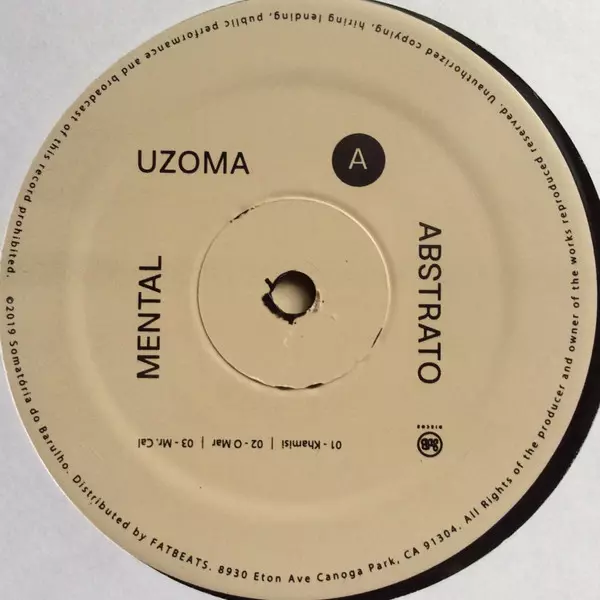 UZOMA
A
MENTAL
ABSTRATO
01 - Khamisi | 02 - O Mar | 03 - Mr. Cal
SdB
DISCOS
©2019 Somatória do Barulho. Distributed by FATBEATS. 8930 Eton Ave Canoga Park, CA 91304. All Rights of the producer and owner of the works reproduced reserved. Unauthorized copying, hiring lending, public performance and broadcast of this record prohibited.